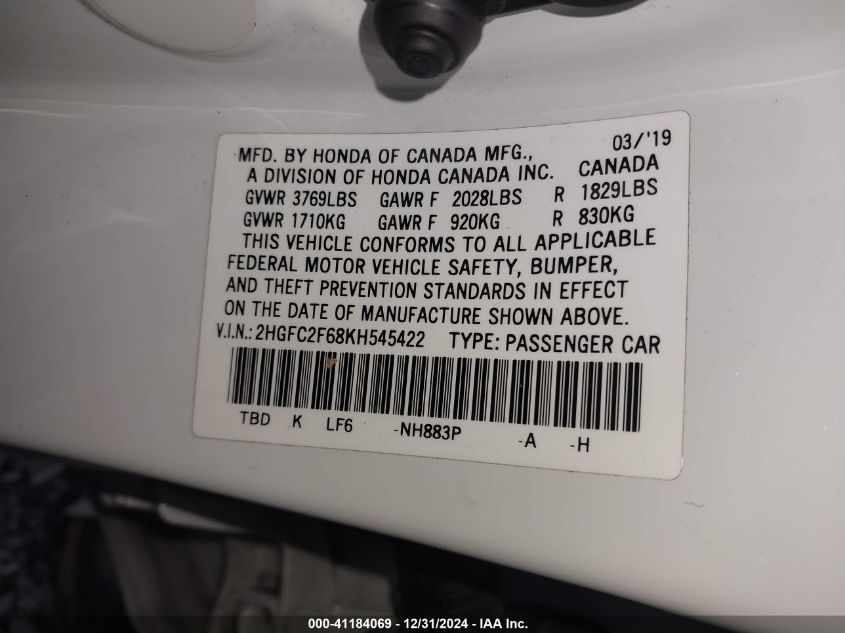 03/'19
MFD. BY HONDA OF CANADA MFG.,
A DIVISION OF HONDA CANADA INC. CANADA
GVWR 3769LBS GAWR F 2028LBS R 1829LBS
GVWR 1710KG GAWR F 920KG R 830KG
THIS VEHICLE CONFORMS TO ALL APPLICABLE
FEDERAL MOTOR VEHICLE SAFETY, BUMPER,
AND THEFT PREVENTION STANDARDS IN EFFECT
ON THE DATE OF MANUFACTURE SHOWN ABOVE.
V.I.N.: 2HGFC2F68KH545422 TYPE: PASSENGER CAR
TBD K LF6 -NH883P -A -H
000-41184069 - 12/31/2024 - IAA Inc.